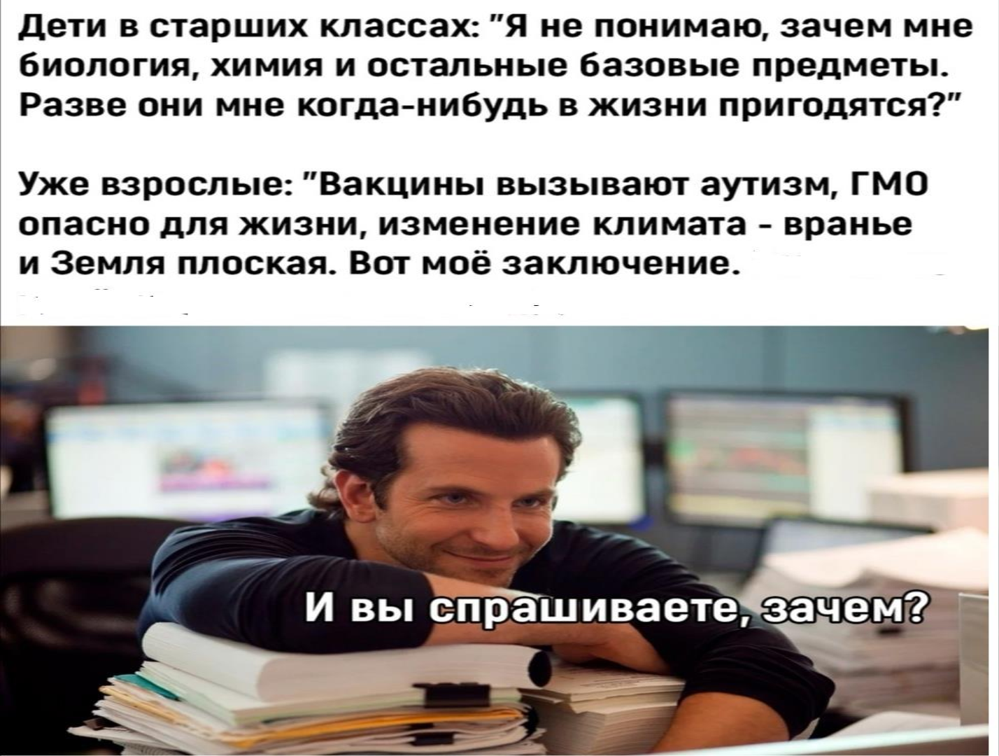 Дети в старших классах: "Я не понимаю, зачем мне
биология, химия и остальные базовые предметы.
Разве они мне когда-нибудь в жизни пригодятся?"
Уже взрослые: "Вакцины вызывают аутизм, ГМО
опасно для жизни, изменение климата - вранье
и Земля плоская. Вот моё заключение.
И вы спрашиваете, зачем?